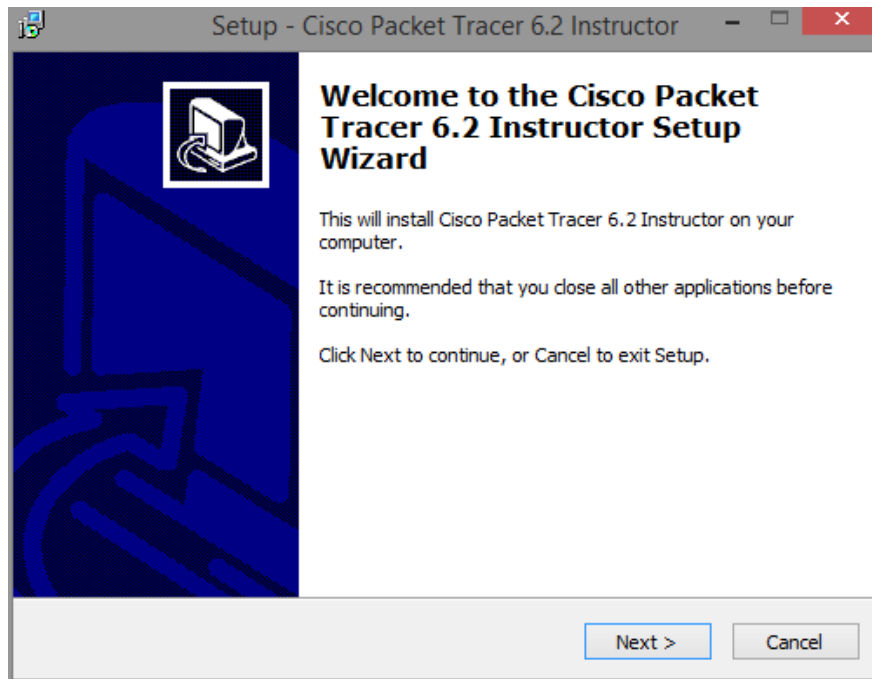 Setup - Cisco Packet Tracer 6.2 Instructor
Welcome to the Cisco Packet
Tracer 6.2 Instructor Setup
Wizard
This will install Cisco Packet Tracer 6.2 Instructor on your
computer.
It is recommended that you close all other applications before
continuing.
Click Next to continue, or Cancel to exit Setup.
Next >
Cancel